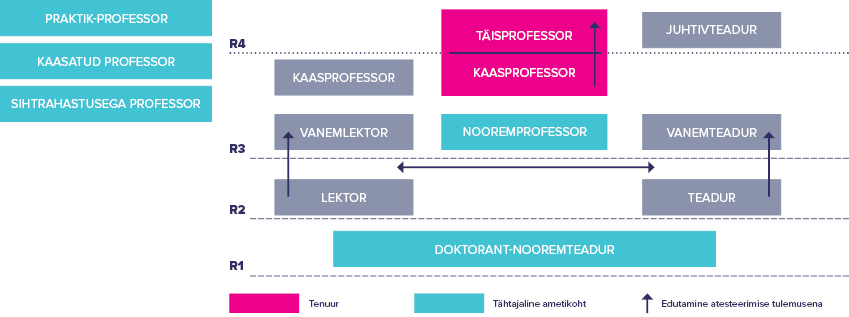 PRAKTIK-PROFESSOR
KAASATUD PROFESSOR
SIHTRAHASTUSEGA PROFESSOR
TÄISPROFESSOR
JUHTIVTEADUR
R4
KAASPROFESSOR
KAASPROFESSOR
VANEMLEKTOR
NOOREMPROFESSOR
VANEMTEADUR
R3
LEKTOR
TEADUR
R2
DOKTORANT-NOOREMTEADUR
R1
Tenuur
Tähtajaline ametikoht
Edutamine atesteerimise tulemusena